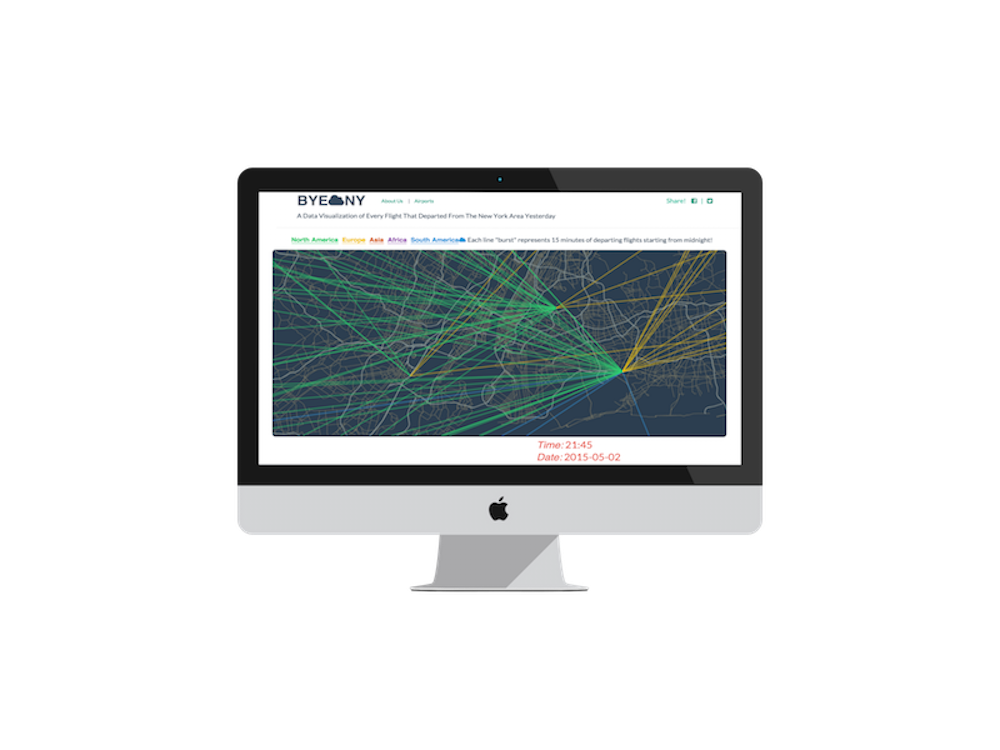 BYE NY
About Us | Airports
Share! |
A Data Visualization of Every Flight That Departed From The New York Area Yesterday
North America Europe Asia Africa South America Each line "burst" represents 15 minutes of departing flights starting from midnight!
Time: 21:45
Date: 2015-05-02